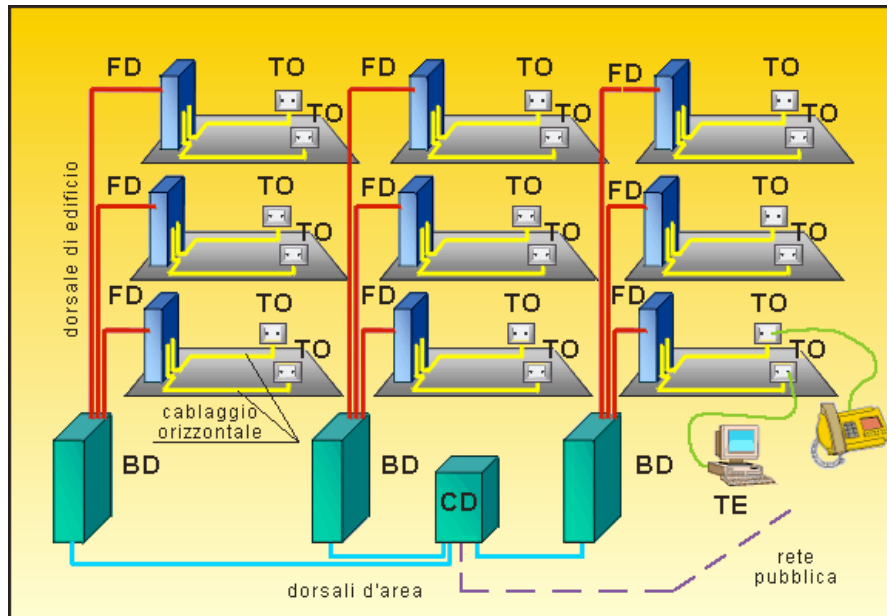 FD TO FD TO FD TO
TO TO TO
dorsale di edificio
FD TO FD TO FD TO
TO TO TO
FD TO FD TO FD TO
TO TO TO
cablaggio
orizzontale
BD BD BD
CD
TE
dorsali d'area
rete
pubblica